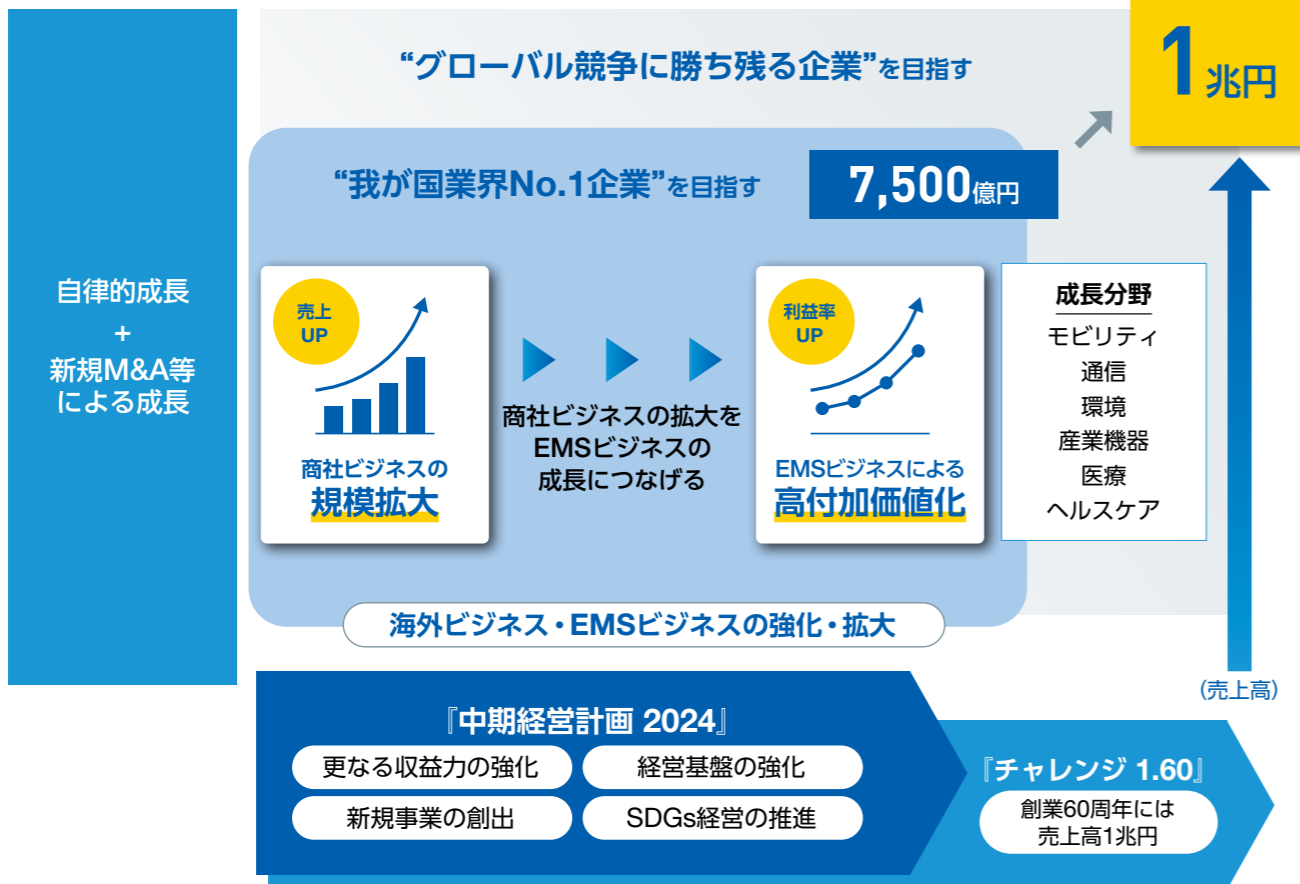 自律的成長
+
新規M&A等
による成長
“グローバル競争に勝ち残る企業”を目指す
1兆円
“我が国業界No.1企業”を目指す
7,500億円
売上
UP
商社ビジネスの
規模拡大
商社ビジネスの拡大を
EMSビジネスの
成長につなげる
利益率
UP
EMSビジネスによる
高付加価値化
成長分野
モビリティ
通信
環境
産業機器
医療
ヘルスケア
海外ビジネス・EMSビジネスの強化・拡大
(売上高)
『中期経営計画 2024』
更なる収益力の強化
経営基盤の強化
新規事業の創出
SDGs経営の推進
『チャレンジ 1.60』
創業60周年には
売上高1兆円